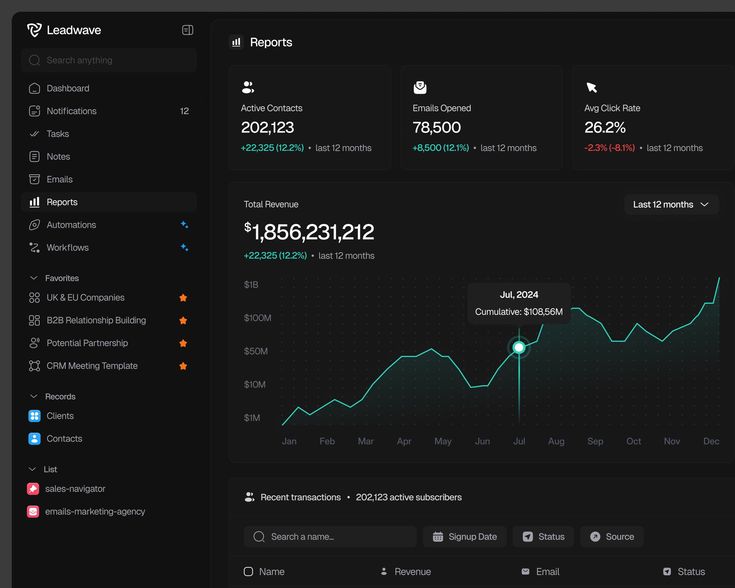 Leadwave
Search anything
Dashboard
Notifications 12
Tasks
Notes
Emails
Reports
Automations
Workflows
Favorites
UK & EU Companies
B2B Relationship Building
Potential Partnership
CRM Meeting Template
Records
Clients
Contacts
List
sales-navigator
emails-marketing-agency
Reports
Active Contacts
202,123
+22,325 (12.2%) • last 12 months
Emails Opened
78,500
+8,500 (12.1%) • last 12 months
Avg Click Rate
26.2%
-2.3% (-8.1%) • last 12 months
Total Revenue
Last 12 months
$1,856,231,212
+22,325 (12.2%) • last 12 months
$1B
$100M
$50M
$10M
$1M
Jul, 2024
Cumulative: $108,56M
Jan Feb Mar Apr May Jun Jul Aug Sep Oct Nov Dec
Recent transactions • 202,123 active subscribers
Search a name...
Signup Date
Status
Source
Name Revenue Email Status